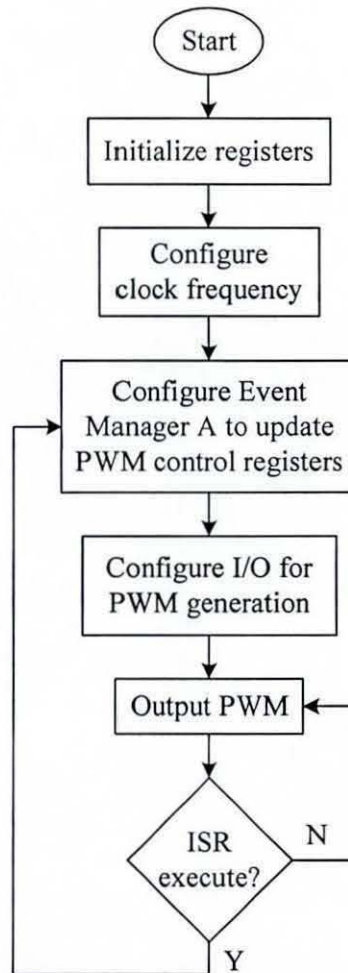 Start
Initialize registers
Configure
clock frequency
Configure Event
Manager A to update
PWM control registers
Configure I/O for
PWM generation
Output PWM
ISR
execute?
N
Y